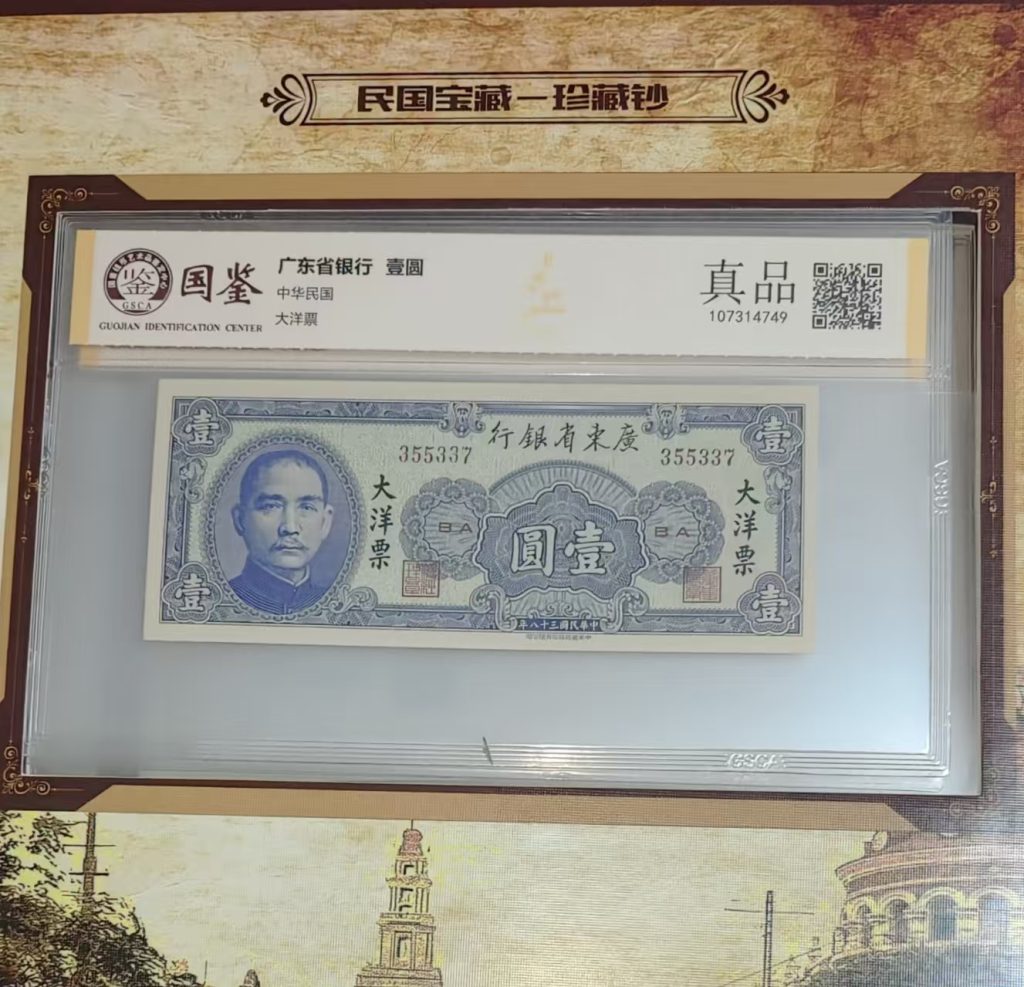 民国宝藏—珍藏钞
鉴
GSCA
国鉴
GUOJIAN IDENTIFICATION CENTER
广东省银行 壹圆
中华民国
大洋票
真品
107314749
壹
行銀省東廣
壹
355337
355337
大洋票
BA
圓壹
BA
大洋票
壹
年八十三國民華中
壹
GSCA